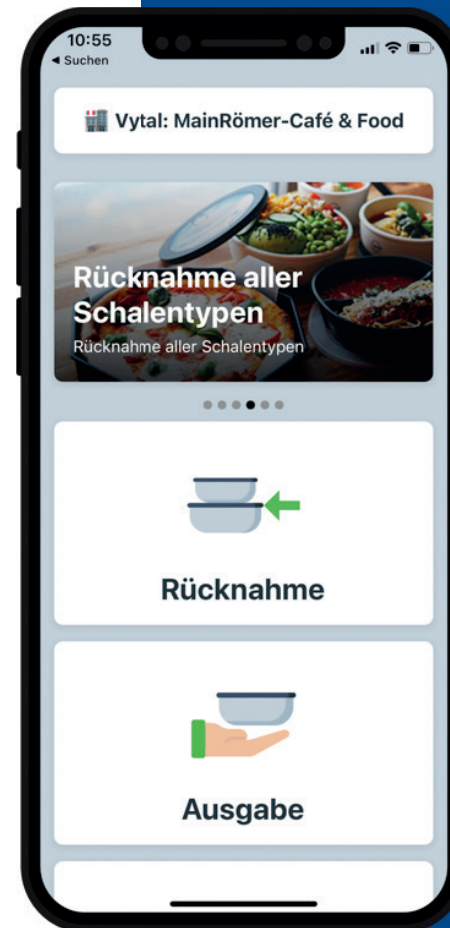 10:55
◄ Suchen
Vytal: MainRömer-Café & Food
Rücknahme aller
Schalentypen
Rücknahme aller Schalentypen
Rücknahme
Ausgabe